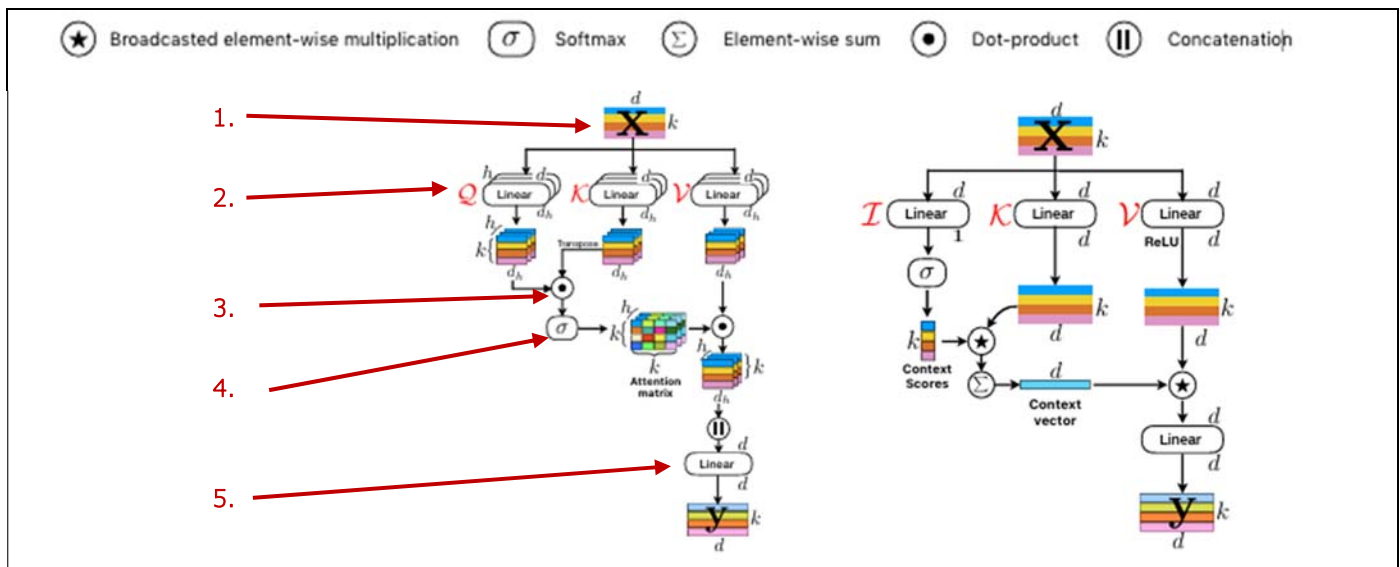 ★ Broadcasted element-wise multiplication σ Softmax Σ Element-wise sum • Dot-product || Concatenation
1.
d
X k
2.
h d
Q Linear
d_h
d
K Linear
d_h
d
V Linear
d_h
h
k{
d_h
Transpose
d_h
d_h
3.
4.
σ
h
k{
k
Attention
matrix
h
}k
d_h
||
5.
d
Linear
d
y k
d
d
X k
d
I Linear
1
d
K Linear
d
d
V Linear
ReLU d
σ
k
d
k
d
k
Context
Scores
★
Σ
d
Context
vector
★
d
Linear
d
y k
d